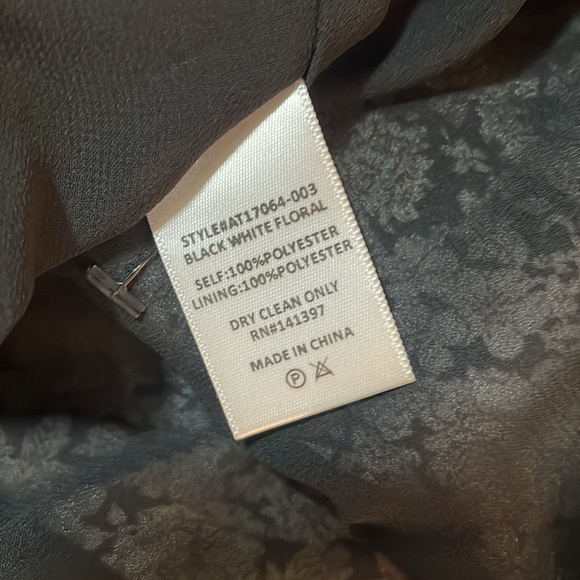 STYLE#AT17064-003
BLACK WHITE FLORAL
SELF:100%POLYESTER
LINING:100%POLYESTER
DRY CLEAN ONLY
RN#141397
MADE IN CHINA
P